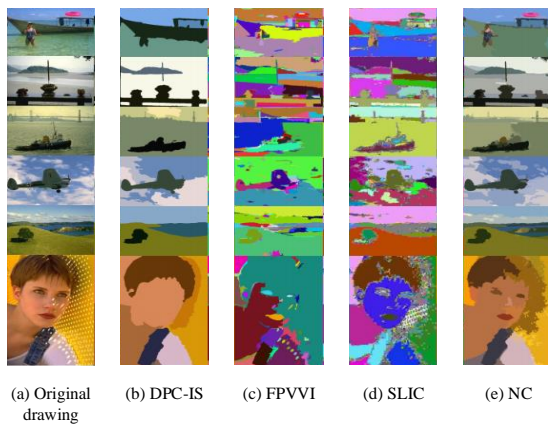 (a) Original
drawing
(b) DPC-IS
(c) FPVVI
(d) SLIC
(e) NC